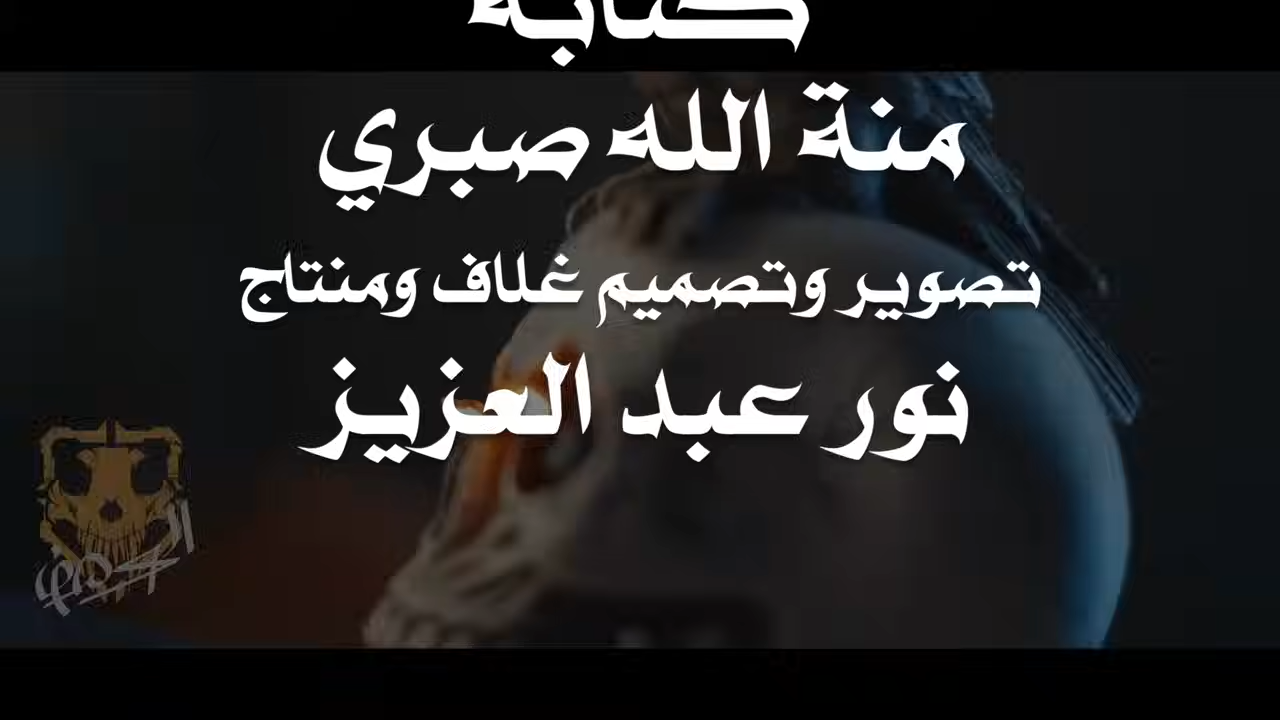 كتابة
منة الله صبري
تصوير وتصميم غلاف ومنتاج
نور عبد العزيز